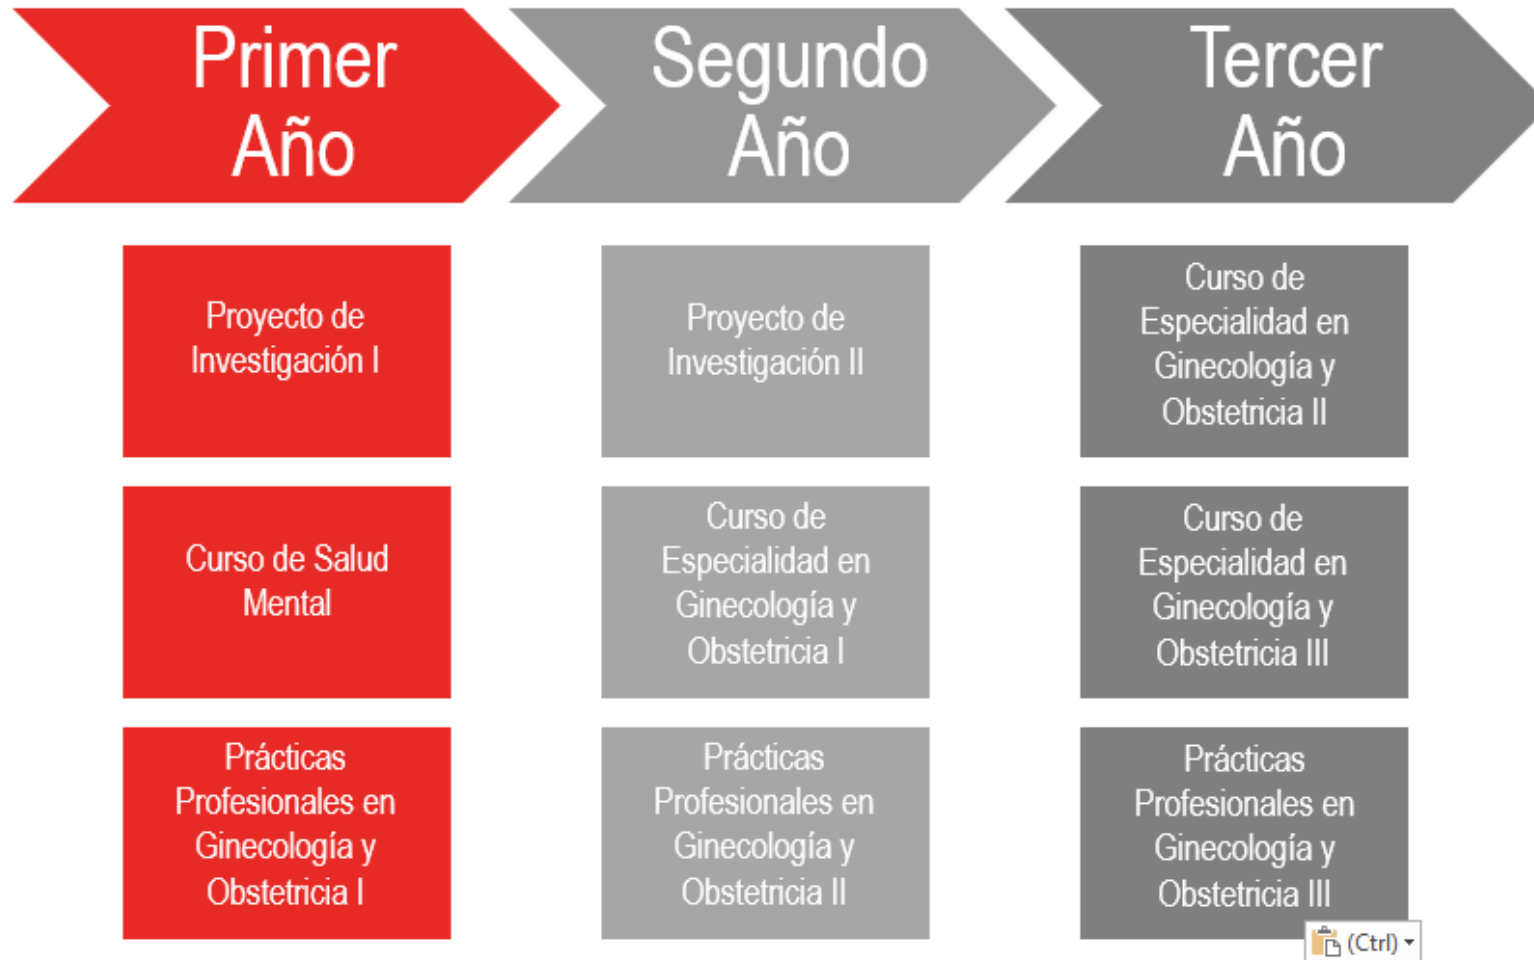 Primer
Año
Segundo
Año
Tercer
Año
Proyecto de
Investigación I
Proyecto de
Investigación II
Curso de
Especialidad en
Ginecología y
Obstetricia II
Curso de Salud
Mental
Curso de
Especialidad en
Ginecología y
Obstetricia I
Curso de
Especialidad en
Ginecología y
Obstetricia III
Prácticas
Profesionales en
Ginecología y
Obstetricia I
Prácticas
Profesionales en
Ginecología y
Obstetricia II
Prácticas
Profesionales en
Ginecología y
Obstetricia III
(Ctrl)